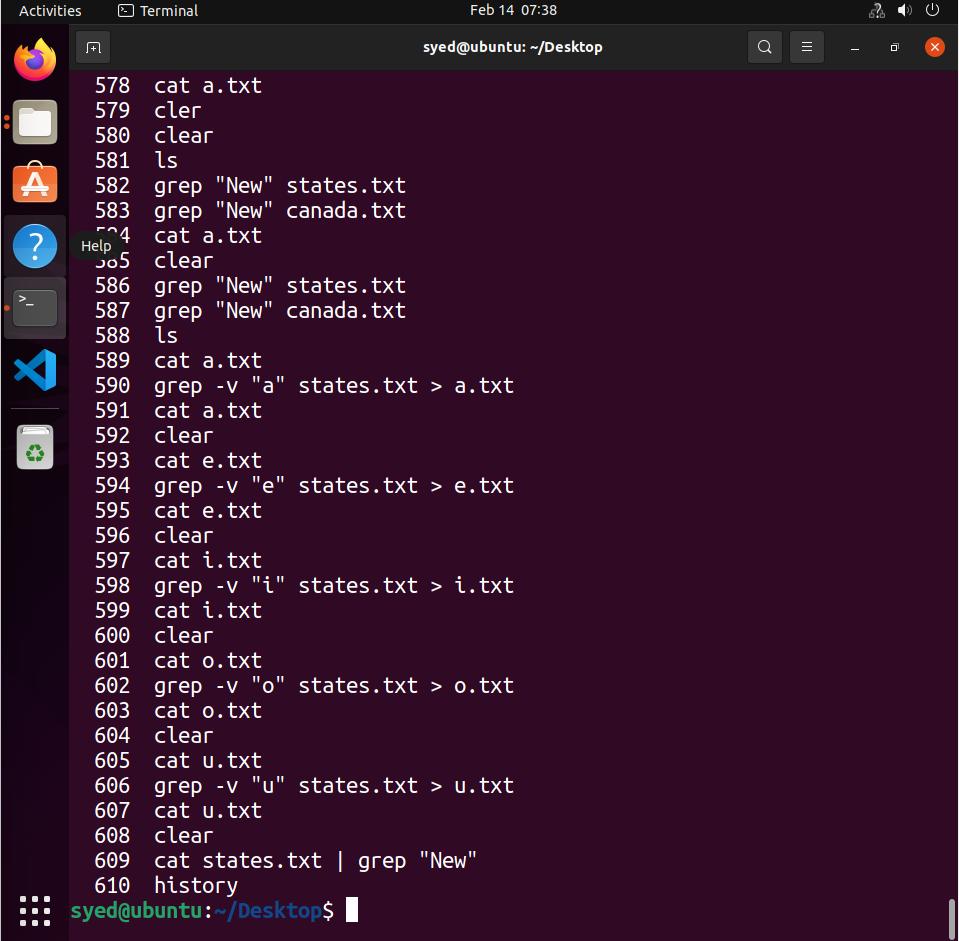 Activities Terminal Feb 14 07:38
syed@ubuntu: ~/Desktop
578 cat a.txt
579 cler
580 clear
581 ls
582 grep "New" states.txt
583 grep "New" canada.txt
584 cat a.txt
Help
585 clear
586 grep "New" states.txt
587 grep "New" canada.txt
588 ls
589 cat a.txt
590 grep -v "a" states.txt > a.txt
591 cat a.txt
592 clear
593 cat e.txt
594 grep -v "e" states.txt > e.txt
595 cat e.txt
596 clear
597 cat i.txt
598 grep -v "i" states.txt > i.txt
599 cat i.txt
600 clear
601 cat o.txt
602 grep -v "o" states.txt > o.txt
603 cat o.txt
604 clear
605 cat u.txt
606 grep -v "u" states.txt > u.txt
607 cat u.txt
608 clear
609 cat states.txt | grep "New"
610 history
syed@ubuntu:~/Desktop$